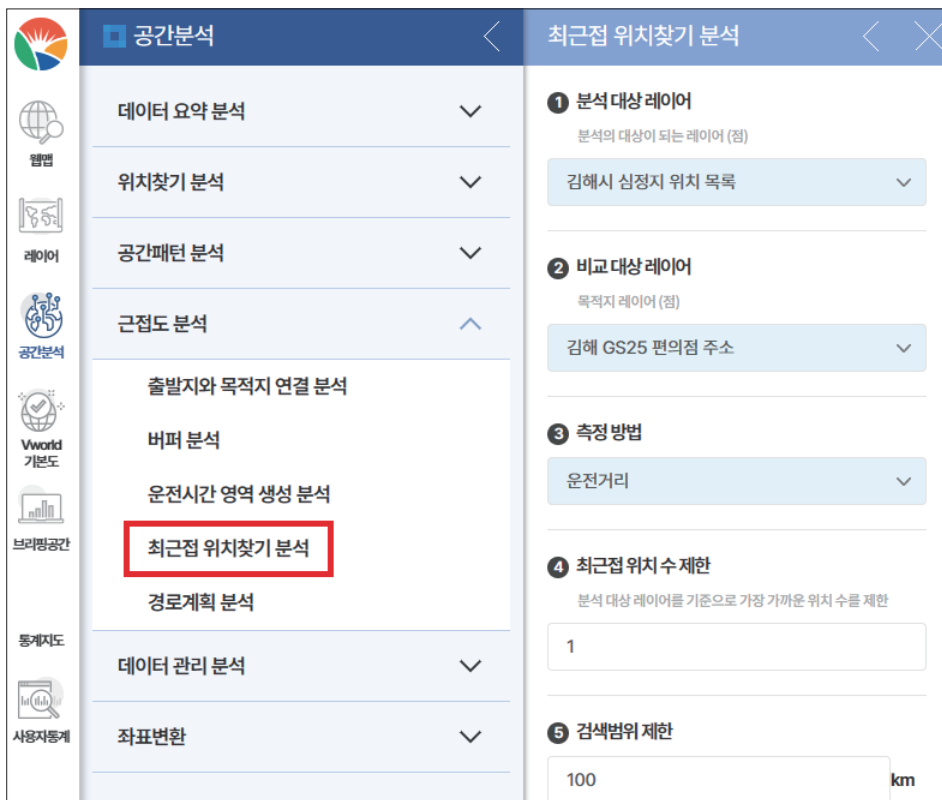 웹맵
레이어
공간분석
Vworld
기본도
브리핑공간
통계지도
사용자통계
공간분석
데이터 요약 분석
위치찾기 분석
공간패턴 분석
근접도 분석
출발지와 목적지 연결 분석
버퍼 분석
운전시간 영역 생성 분석
최근접 위치찾기 분석
경로계획 분석
데이터 관리 분석
좌표변환
최근접 위치찾기 분석
1 분석 대상 레이어
분석의 대상이 되는 레이어 (점)
김해시 심정지 위치 목록
2 비교 대상 레이어
목적지 레이어 (점)
김해 GS25 편의점 주소
3 측정 방법
운전거리
4 최근접 위치 수 제한
분석 대상 레이어를 기준으로 가장 가까운 위치 수를 제한
1
5 검색범위 제한
100 km